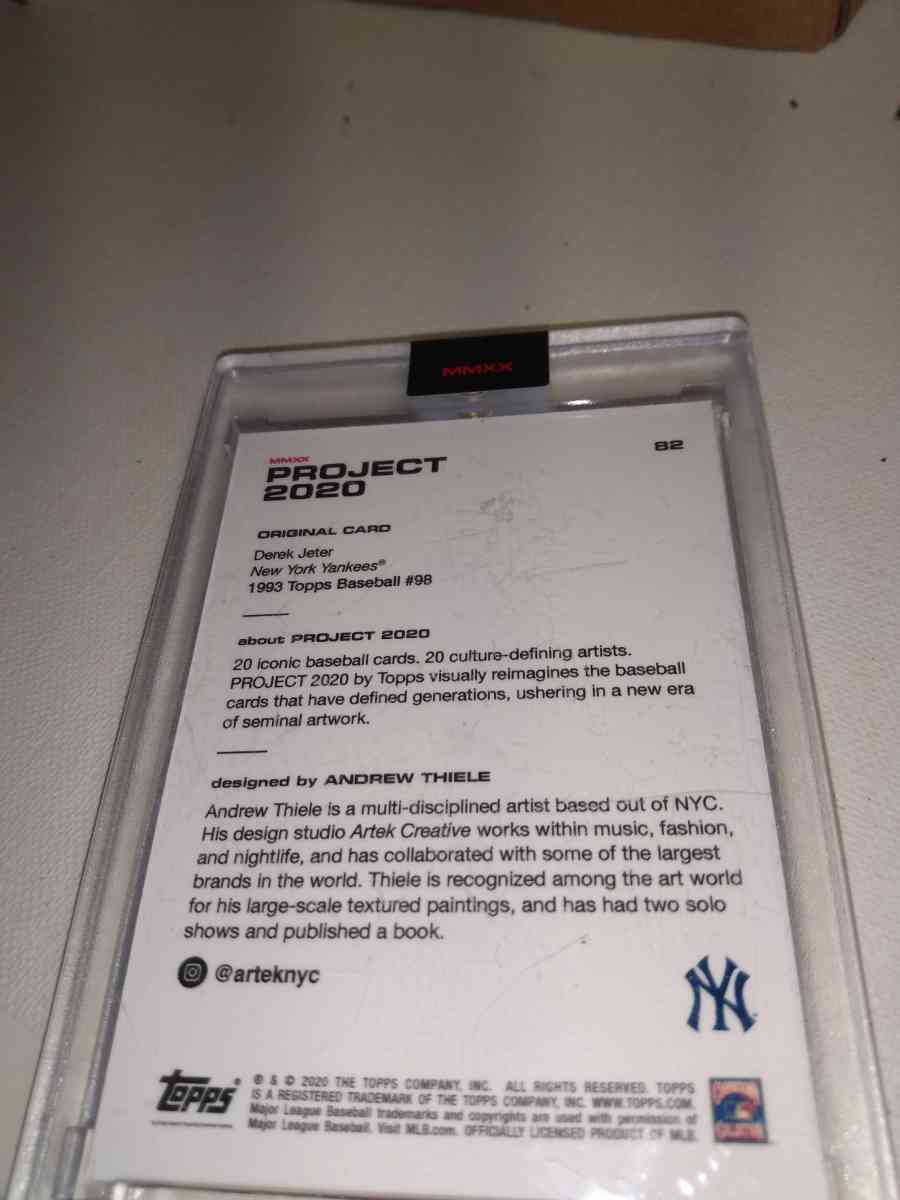 MMXX
MMXX
PROJECT
2020
82
ORIGINAL CARD
Derek Jeter
New York Yankees®
1993 Topps Baseball #98
about PROJECT 2020
20 iconic baseball cards. 20 culture-defining artists.
PROJECT 2020 by Topps visually reimagines the baseball
cards that have defined generations, ushering in a new era
of seminal artwork.
designed by ANDREW THIELE
Andrew Thiele is a multi-disciplined artist based out of NYC.
His design studio Artek Creative works within music, fashion,
and nightlife, and has collaborated with some of the largest
brands in the world. Thiele is recognized among the art world
for his large-scale textured paintings, and has had two solo
shows and published a book.
@arteknyc
NY
Topps®
® & © 2020 THE TOPPS COMPANY, INC. ALL RIGHTS RESERVED. TOPPS
IS A REGISTERED TRADEMARK OF THE TOPPS COMPANY, INC. WWW.TOPPS.COM.
Major League Baseball trademarks and copyrights are used with permission of
Major League Baseball. Visit MLB.com. OFFICIALLY LICENSED PRODUCT OF MLB.